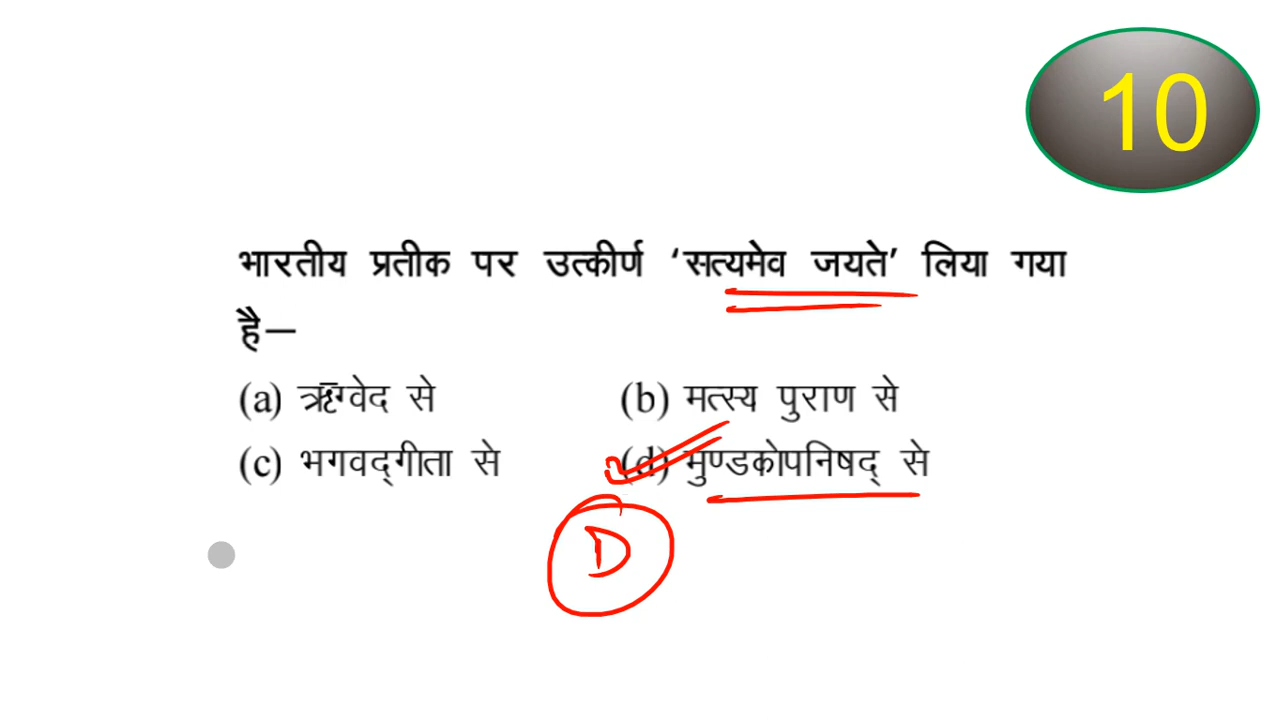 10
भारतीय प्रतीक पर उत्कीर्ण ‘सत्यमेव जयते’ लिया गया
है—
(a) ऋग्वेद से (b) मत्स्य पुराण से
(c) भगवद्गीता से (d) मुण्डकोपनिषद् से
D